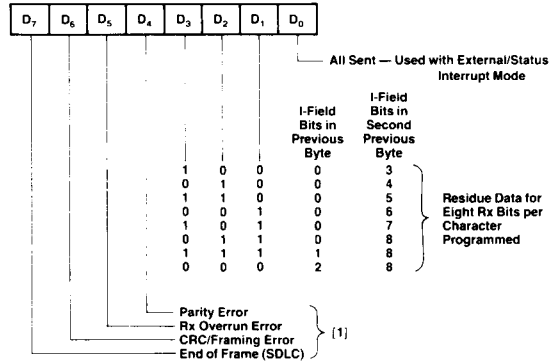 D7 D6 D5 D4 D3 D2 D1 D0
All Sent — Used with External/Status
Interrupt Mode
I-Field
Bits in
Previous
Byte
I-Field
Bits in
Second
Previous
Byte
1 0 0 0 3
0 1 0 0 4
1 1 0 0 5
0 0 1 0 6
1 0 1 0 7
0 1 1 0 8
1 1 1 1 8
0 0 0 2 8
Residue Data for
Eight Rx Bits per
Character
Programmed
Parity Error
Rx Overrun Error
CRC/Framing Error
End of Frame (SDLC)
[1]